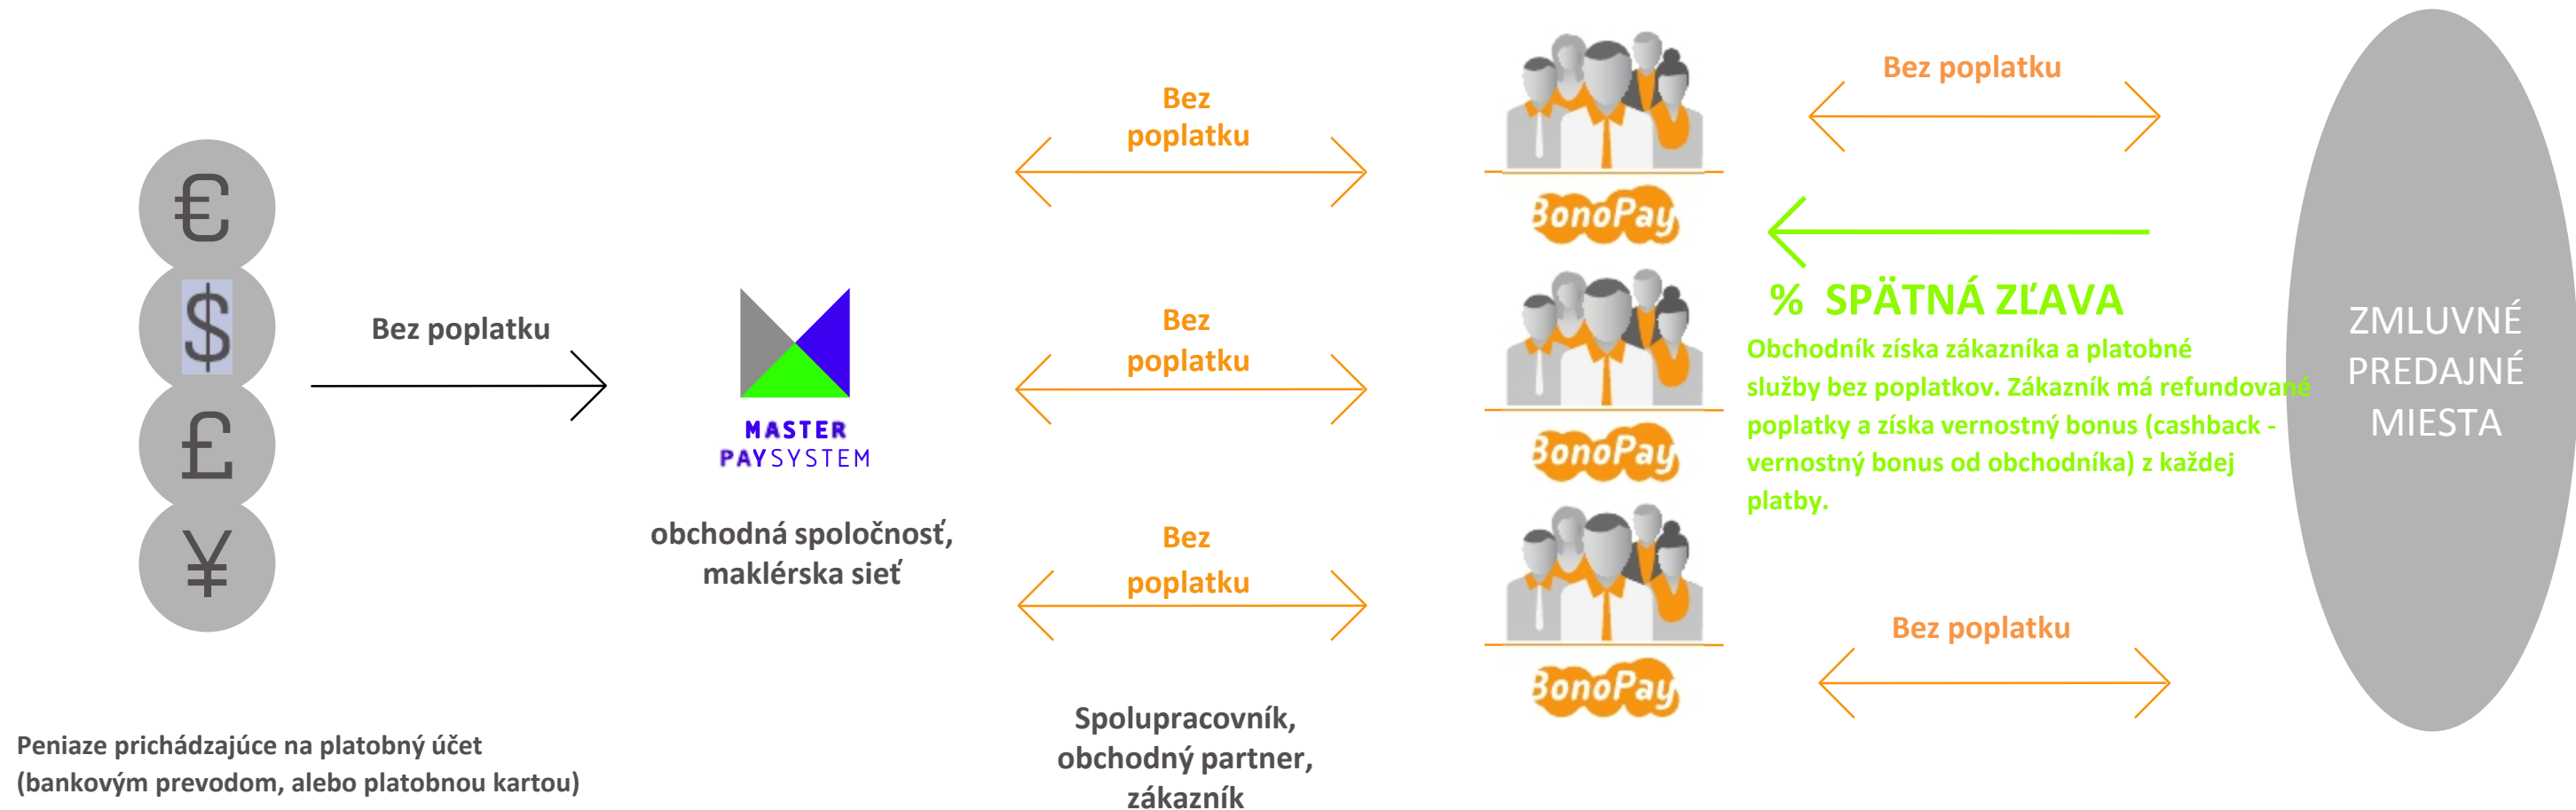 €
$
£
¥
Bez poplatku
Peniaze prichádzajúce na platobný účet
(bankovým prevodom, alebo platobnou kartou)
MASTER
PAYSYSTEM
obchodná spoločnosť,
maklérska sieť
Bez
poplatku
Bez
poplatku
Bez
poplatku
Spolupracovník,
obchodný partner,
zákazník
BonoPay
BonoPay
BonoPay
Bez poplatku
% SPÄTNÁ ZĽAVA
Obchodník získa zákazníka a platobné
služby bez poplatkov. Zákazník má refundované
poplatky a získa vernostný bonus (cashback -
vernostný bonus od obchodníka) z každej
platby.
Bez poplatku
ZMLUVNÉ
PREDAJNÉ
MIESTA